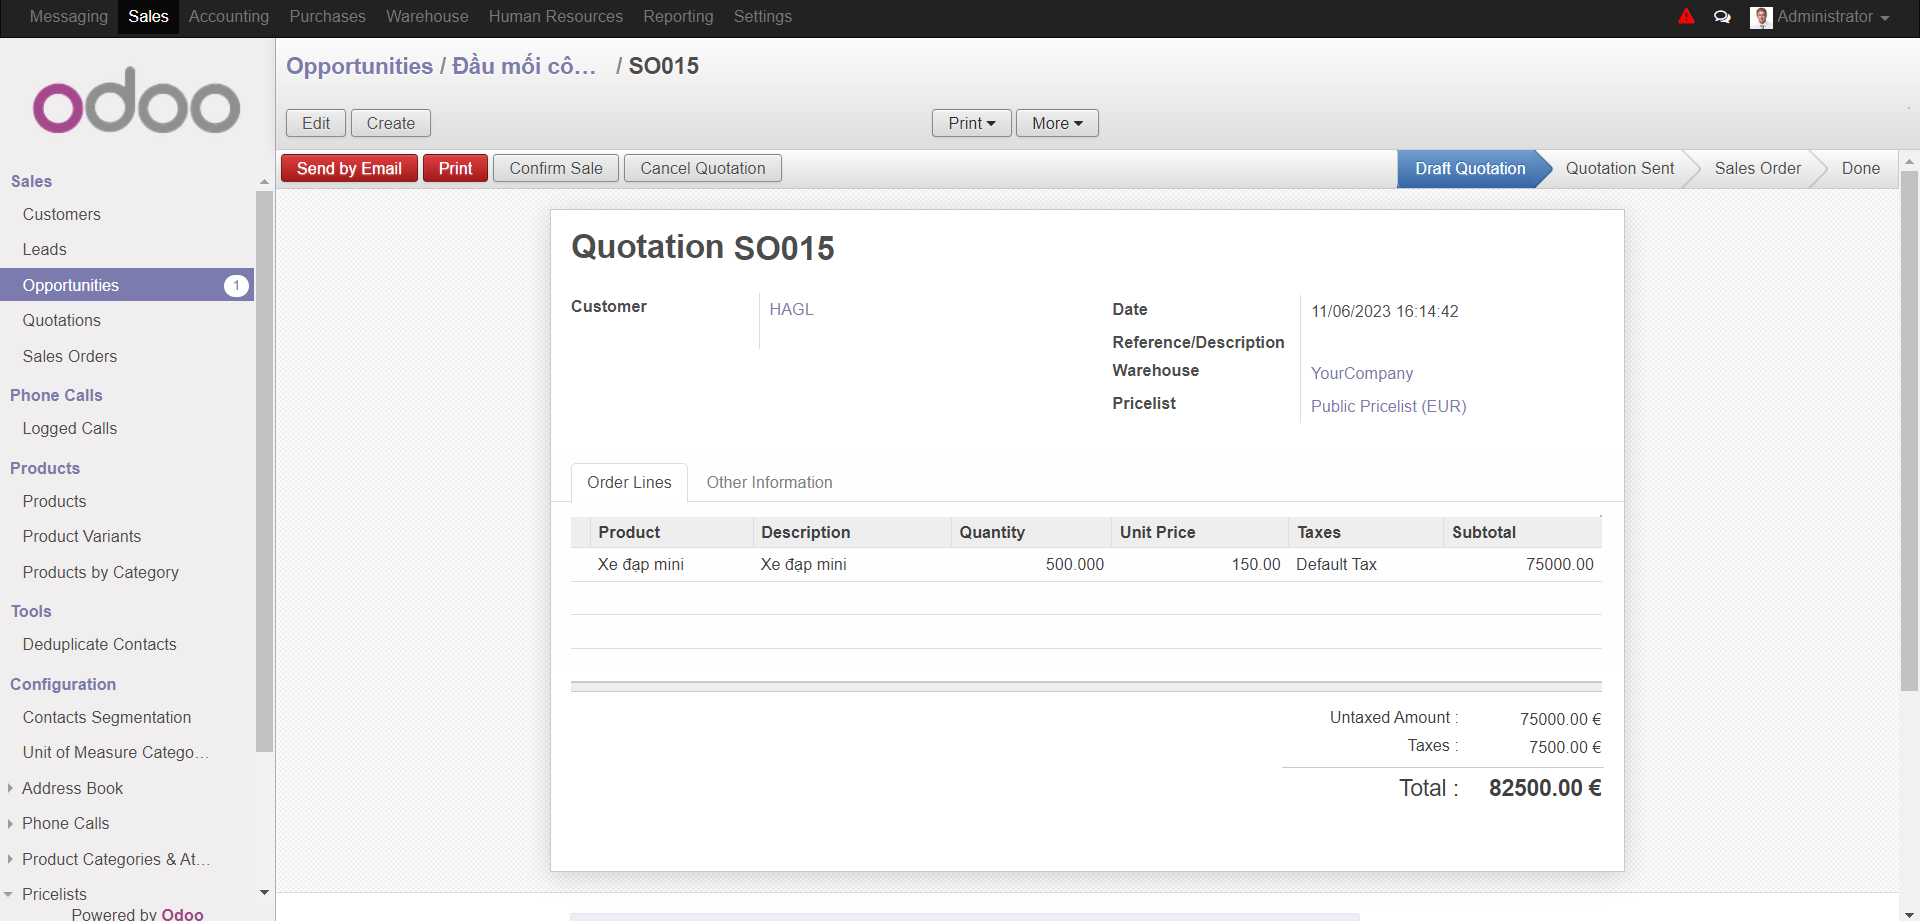 Messaging Sales Accounting Purchases Warehouse Human Resources Reporting Settings Administrator
odoo
Opportunities / Đầu mối cô... / SO015
Edit Create Print More
Send by Email Print Confirm Sale Cancel Quotation Draft Quotation Quotation Sent Sales Order Done
Sales
Customers
Leads
Opportunities 1
Quotations
Sales Orders
Phone Calls
Logged Calls
Products
Products
Product Variants
Products by Category
Tools
Deduplicate Contacts
Configuration
Contacts Segmentation
Unit of Measure Catego...
Address Book
Phone Calls
Product Categories & At...
Pricelists
Powered by Odoo
Quotation SO015
Customer HAGL
Date 11/06/2023 16:14:42
Reference/Description
Warehouse YourCompany
Pricelist Public Pricelist (EUR)
Order Lines Other Information
Product Description Quantity Unit Price Taxes Subtotal
Xe đạp mini Xe đạp mini 500.000 150.00 Default Tax 75000.00
Untaxed Amount : 75000.00 €
Taxes : 7500.00 €
Total : 82500.00 €